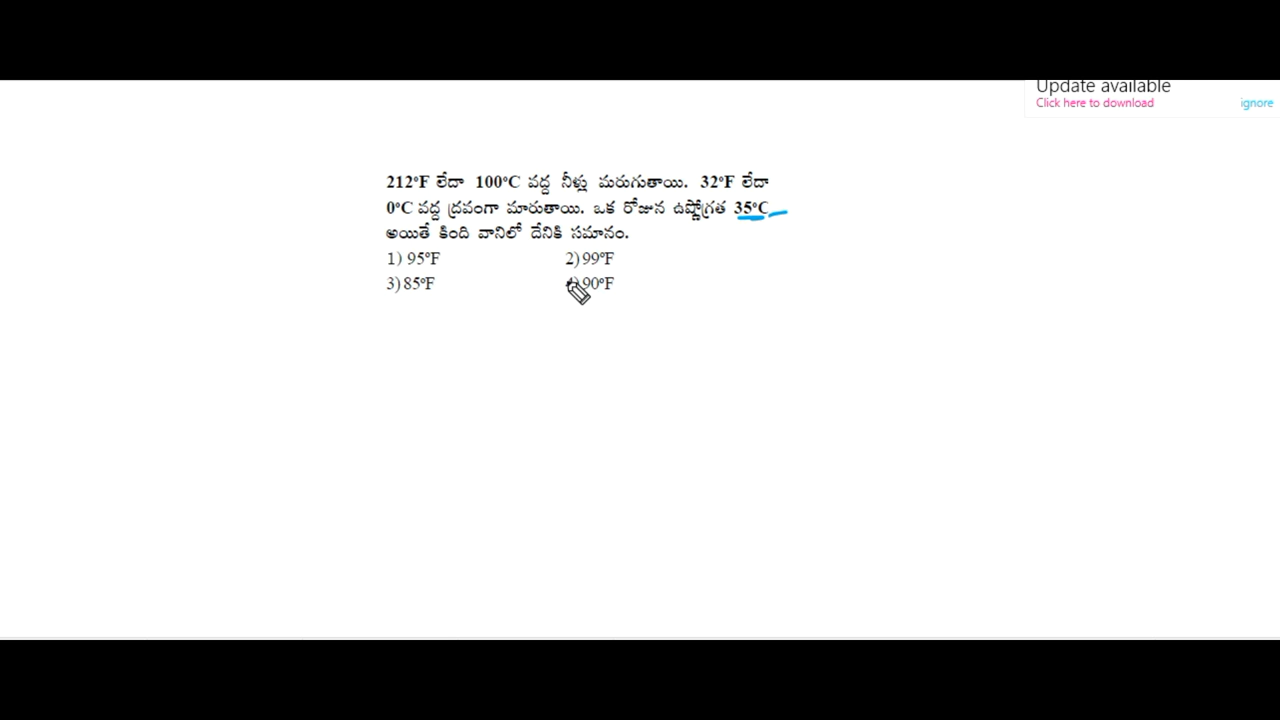 Update available
Click here to download ignore
212°F లేదా 100°C వద్ద నీళ్లు మరుగుతాయి. 32°F లేదా
0°C వద్ద ద్రవంగా మారుతాయి. ఒక రోజున ఉష్ణోగ్రత 35°C
అయితే కింది వానిలో దేనికి సమానం.
1) 95°F 2) 99°F
3) 85°F 4) 90°F